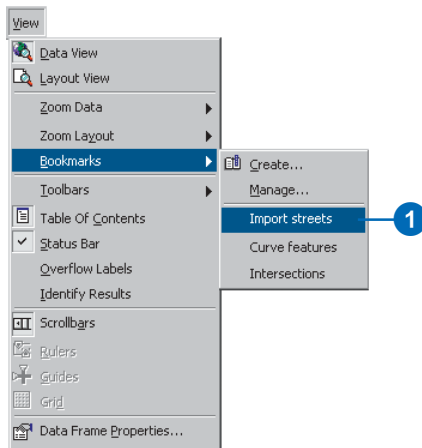 View
Data View
Layout View
Zoom Data
Zoom Layout
Bookmarks
Create...
Manage...
Import streets
1
Curve features
Intersections
Toolbars
Table Of Contents
Status Bar
Overflow Labels
Identify Results
Scrollbars
Rulers
Guides
Grid
Data Frame Properties...